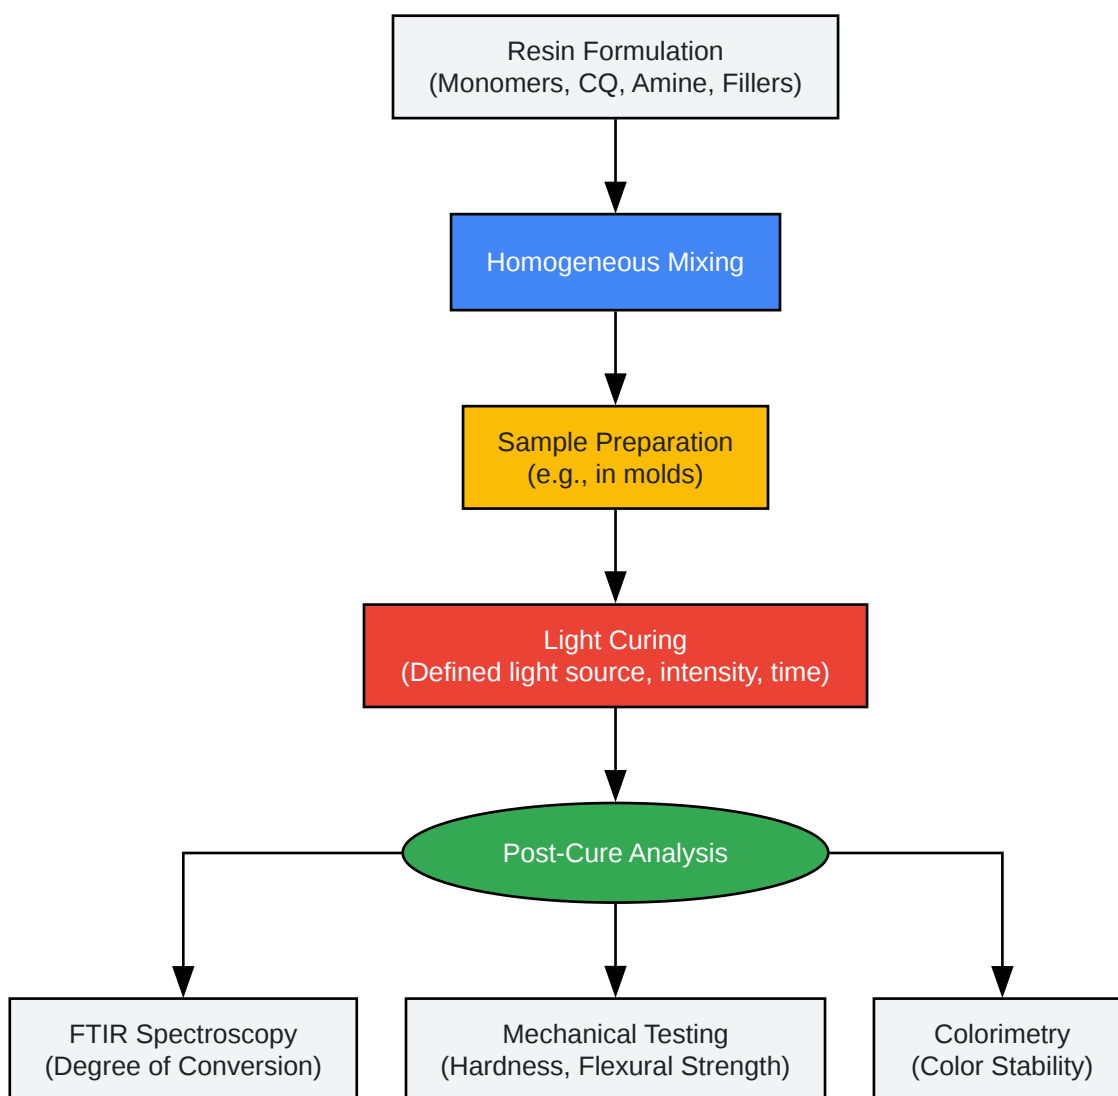 Resin Formulation
(Monomers, CQ, Amine, Fillers)
Homogeneous Mixing
Sample Preparation
(e.g., in molds)
Light Curing
(Defined light source, intensity, time)
Post-Cure Analysis
FTIR Spectroscopy
(Degree of Conversion)
Mechanical Testing
(Hardness, Flexural Strength)
Colorimetry
(Color Stability)